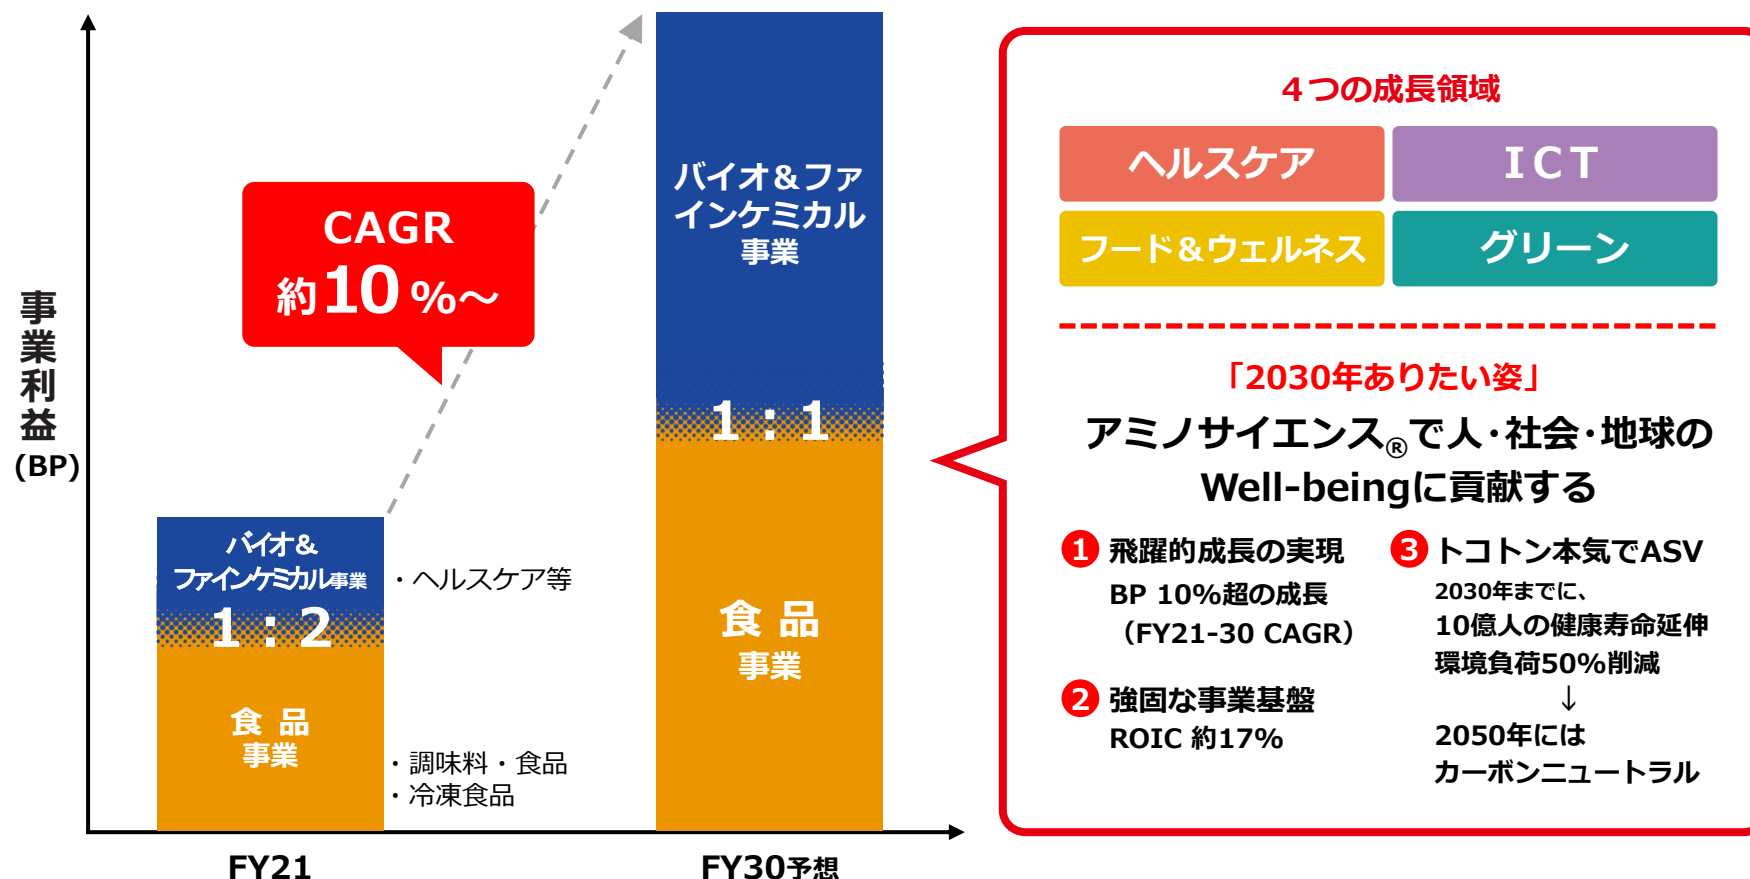 事業利益
(BP)
CAGR
約10%～
バイオ＆
ファインケミカル事業
1：2
・ヘルスケア等
食品
事業
・調味料・食品
・冷凍食品
FY21
バイオ＆ファ
インケミカル
事業
1：1
食品
事業
FY30予想
４つの成長領域
ヘルスケア
ＩＣＴ
フード＆ウェルネス
グリーン
「2030年ありたい姿」
アミノサイエンス®で人・社会・地球の
Well-beingに貢献する
❶ 飛躍的成長の実現
BP 10%超の成長
（FY21-30 CAGR）
❷ 強固な事業基盤
ROIC 約17%
❸ トコトン本気でASV
2030年までに、
10億人の健康寿命延伸
環境負荷50%削減
↓
2050年には
カーボンニュートラル